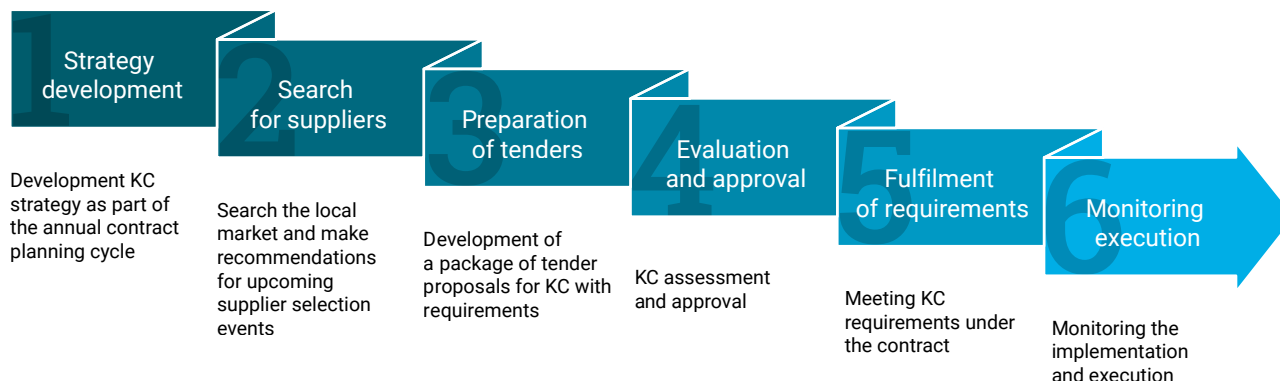 1
Strategy
development
Development KC
strategy as part of
the annual contract
planning cycle
2
Search
for suppliers
Search the local
market and make
recommendations
for upcoming
supplier selection
events
3
Preparation
of tenders
Development of
a package of tender
proposals for KC with
requirements
4
Evaluation
and approval
KC assessment
and approval
5
Fulfilment
of requirements
Meeting KC
requirements under
the contract
6
Monitoring
execution
Monitoring the
implementation
and execution